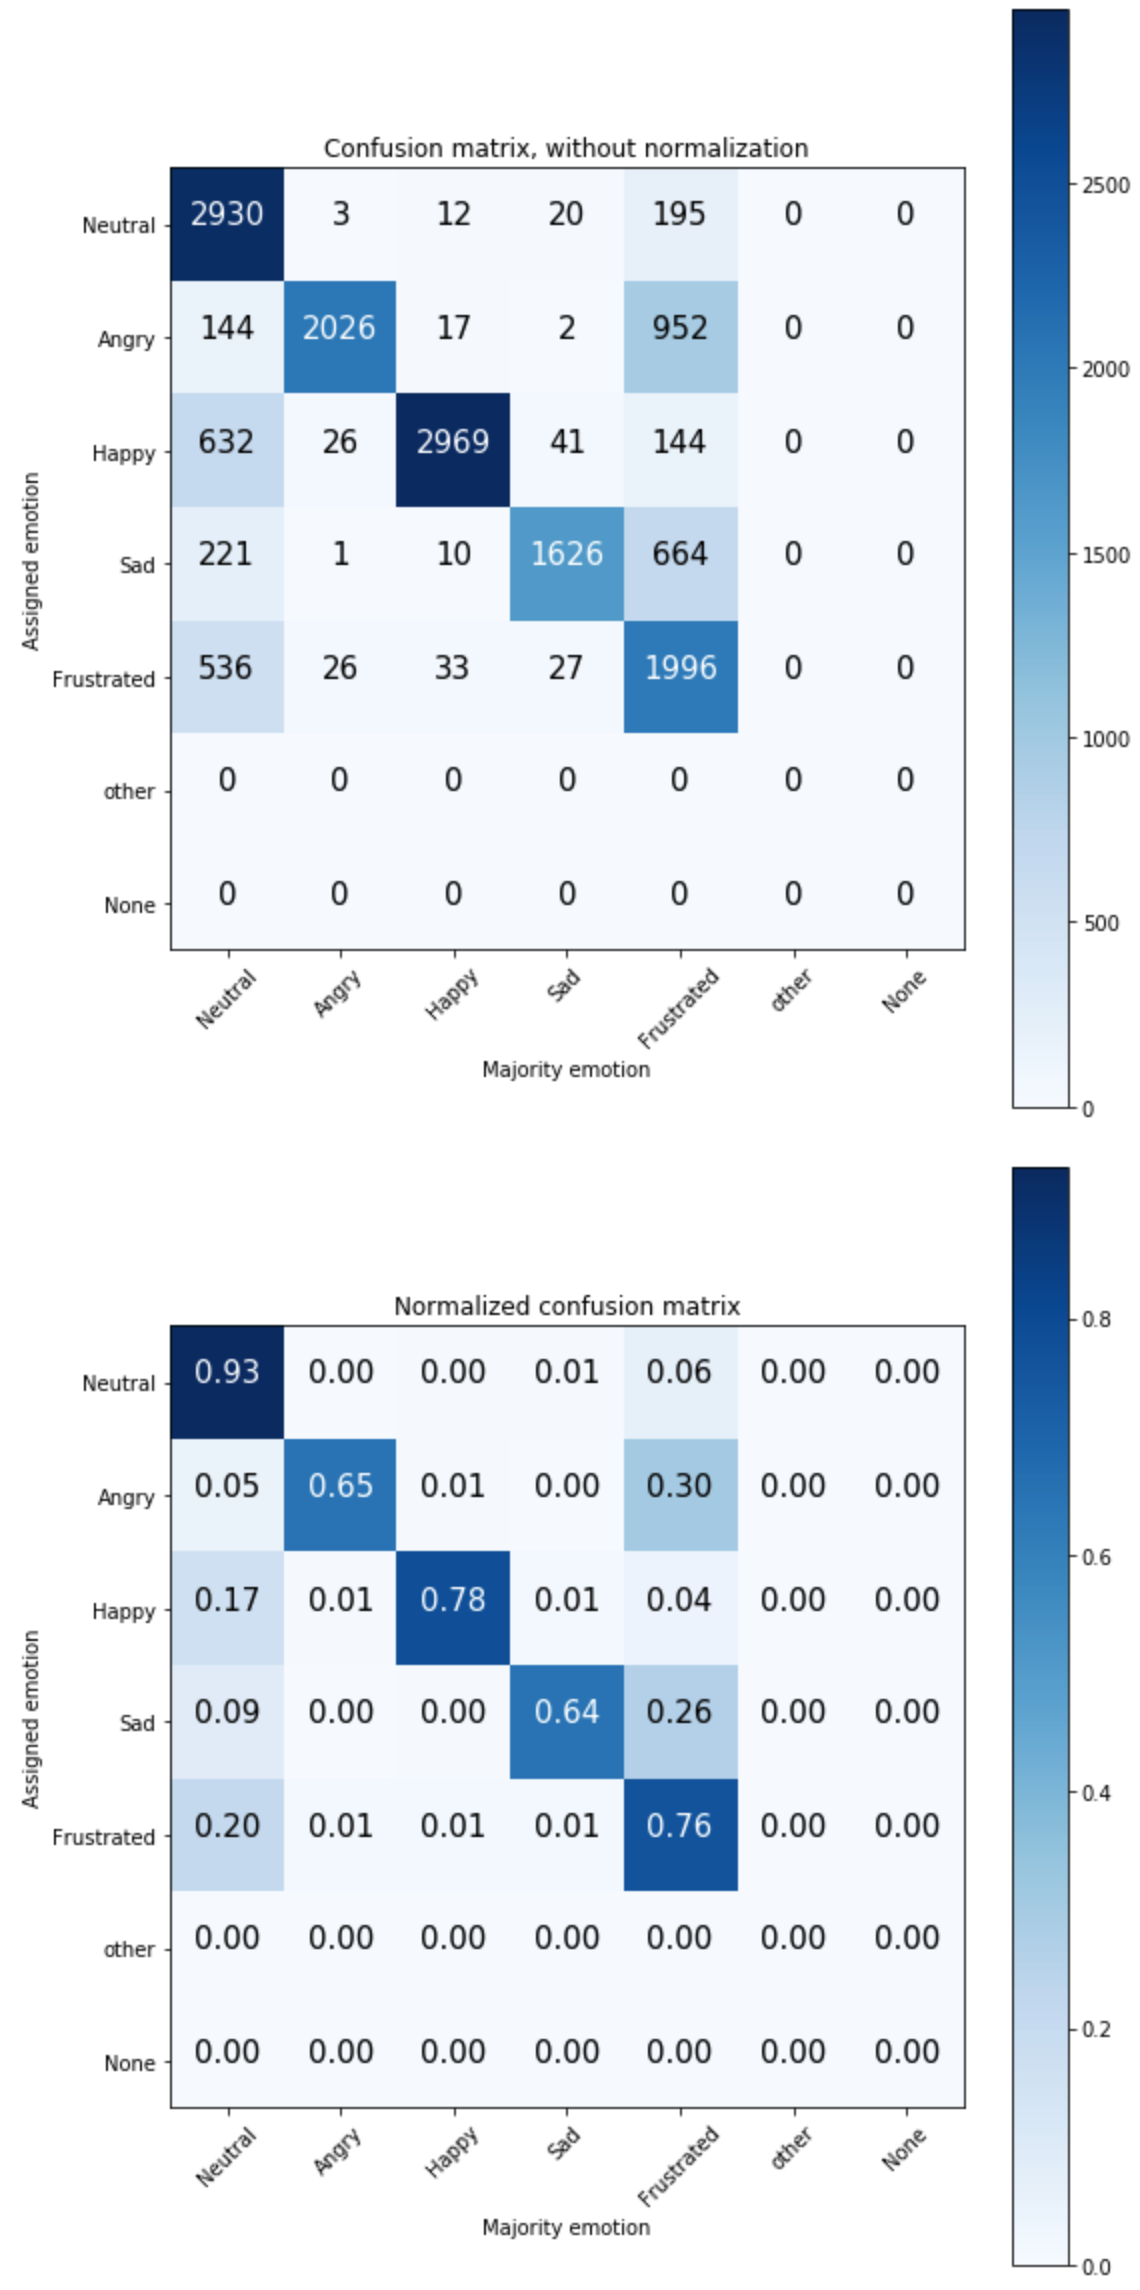 Confusion matrix, without normalization
Neutral 2930 3 12 20 195 0 0
Angry 144 2026 17 2 952 0 0
Happy 632 26 2969 41 144 0 0
Sad 221 1 10 1626 664 0 0
Frustrated 536 26 33 27 1996 0 0
other 0 0 0 0 0 0 0
None 0 0 0 0 0 0 0
Neutral Angry Happy Sad Frustrated other None
Majority emotion
Assigned emotion
2500
2000
1500
1000
500
0
Normalized confusion matrix
Neutral 0.93 0.00 0.00 0.01 0.06 0.00 0.00
Angry 0.05 0.65 0.01 0.00 0.30 0.00 0.00
Happy 0.17 0.01 0.78 0.01 0.04 0.00 0.00
Sad 0.09 0.00 0.00 0.64 0.26 0.00 0.00
Frustrated 0.20 0.01 0.01 0.01 0.76 0.00 0.00
other 0.00 0.00 0.00 0.00 0.00 0.00 0.00
None 0.00 0.00 0.00 0.00 0.00 0.00 0.00
Neutral Angry Happy Sad Frustrated other None
Majority emotion
Assigned emotion
0.8
0.6
0.4
0.2
0.0